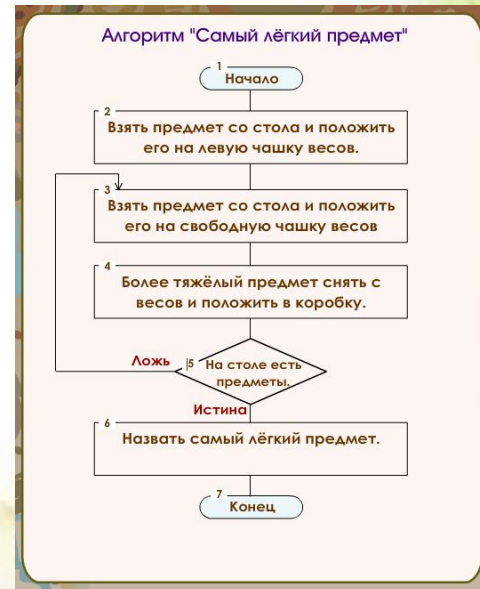 Алгоритм "Самый лёгкий предмет"
1
Начало
2
Взять предмет со стола и положить
его на левую чашку весов.
3
Взять предмет со стола и положить
его на свободную чашку весов
4
Более тяжёлый предмет снять с
весов и положить в коробку.
Ложь
5
На столе есть
предметы.
Истина
6
Назвать самый лёгкий предмет.
7
Конец